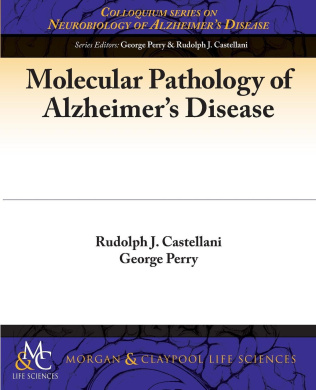 COLLOQUIUM SERIES ON
NEUROBIOLOGY OF ALZHEIMER'S DISEASE
Series Editors: George Perry & Rudolph J. Castellani
Molecular Pathology of
Alzheimer's Disease
Rudolph J. Castellani
George Perry
M&C
LIFE SCIENCES
MORGAN & CLAYPOOL LIFE SCIENCES